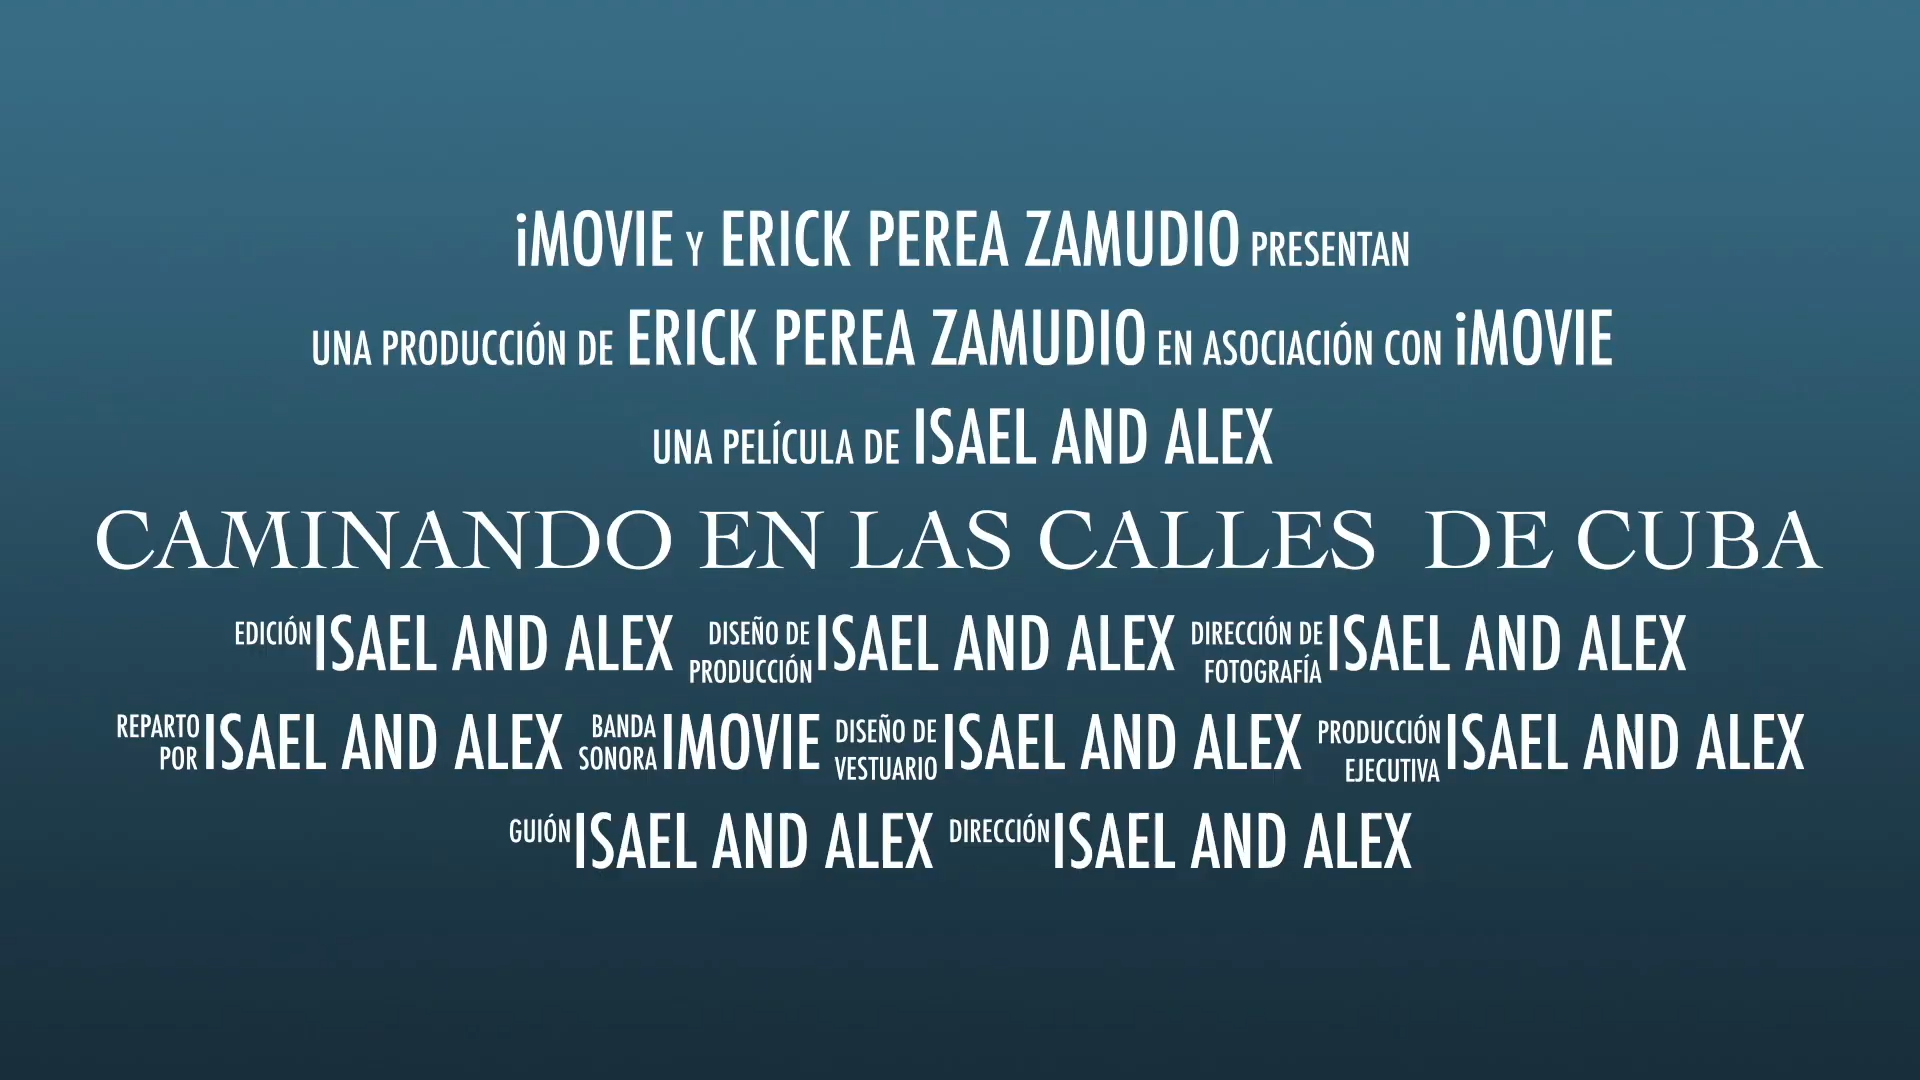 iMOVIE Y ERICK PEREA ZAMUDIO PRESENTAN
UNA PRODUCCIÓN DE ERICK PEREA ZAMUDIO EN ASOCIACIÓN CON iMOVIE
UNA PELÍCULA DE ISAEL AND ALEX
CAMINANDO EN LAS CALLES DE CUBA
EDICIÓN ISAEL AND ALEX DISEÑO DE PRODUCCIÓN ISAEL AND ALEX DIRECCIÓN DE FOTOGRAFÍA ISAEL AND ALEX
REPARTO POR ISAEL AND ALEX BANDA SONORA IMOVIE DISEÑO DE VESTUARIO ISAEL AND ALEX PRODUCCIÓN EJECUTIVA ISAEL AND ALEX
GUIÓN ISAEL AND ALEX DIRECCIÓN ISAEL AND ALEX